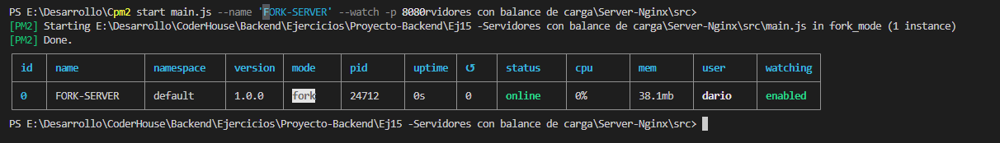 PS E:\Desarrollo\Cpm2 start main.js --name 'FORK-SERVER' --watch -p 8080rvidores con balance de carga\Server-Nginx\src>
[PM2] Starting E:\Desarrollo\CoderHouse\Backend\Ejercicios\Proyecto-Backend\Ej15 -Servidores con balance de carga\Server-Nginx\src\main.js in fork_mode (1 instance)
[PM2] Done.
id name namespace version mode pid uptime ↺ status cpu mem user watching
0 FORK-SERVER default 1.0.0 fork 24712 0s 0 online 0% 38.1mb dario enabled
PS E:\Desarrollo\CoderHouse\Backend\Ejercicios\Proyecto-Backend\Ej15 -Servidores con balance de carga\Server-Nginx\src>